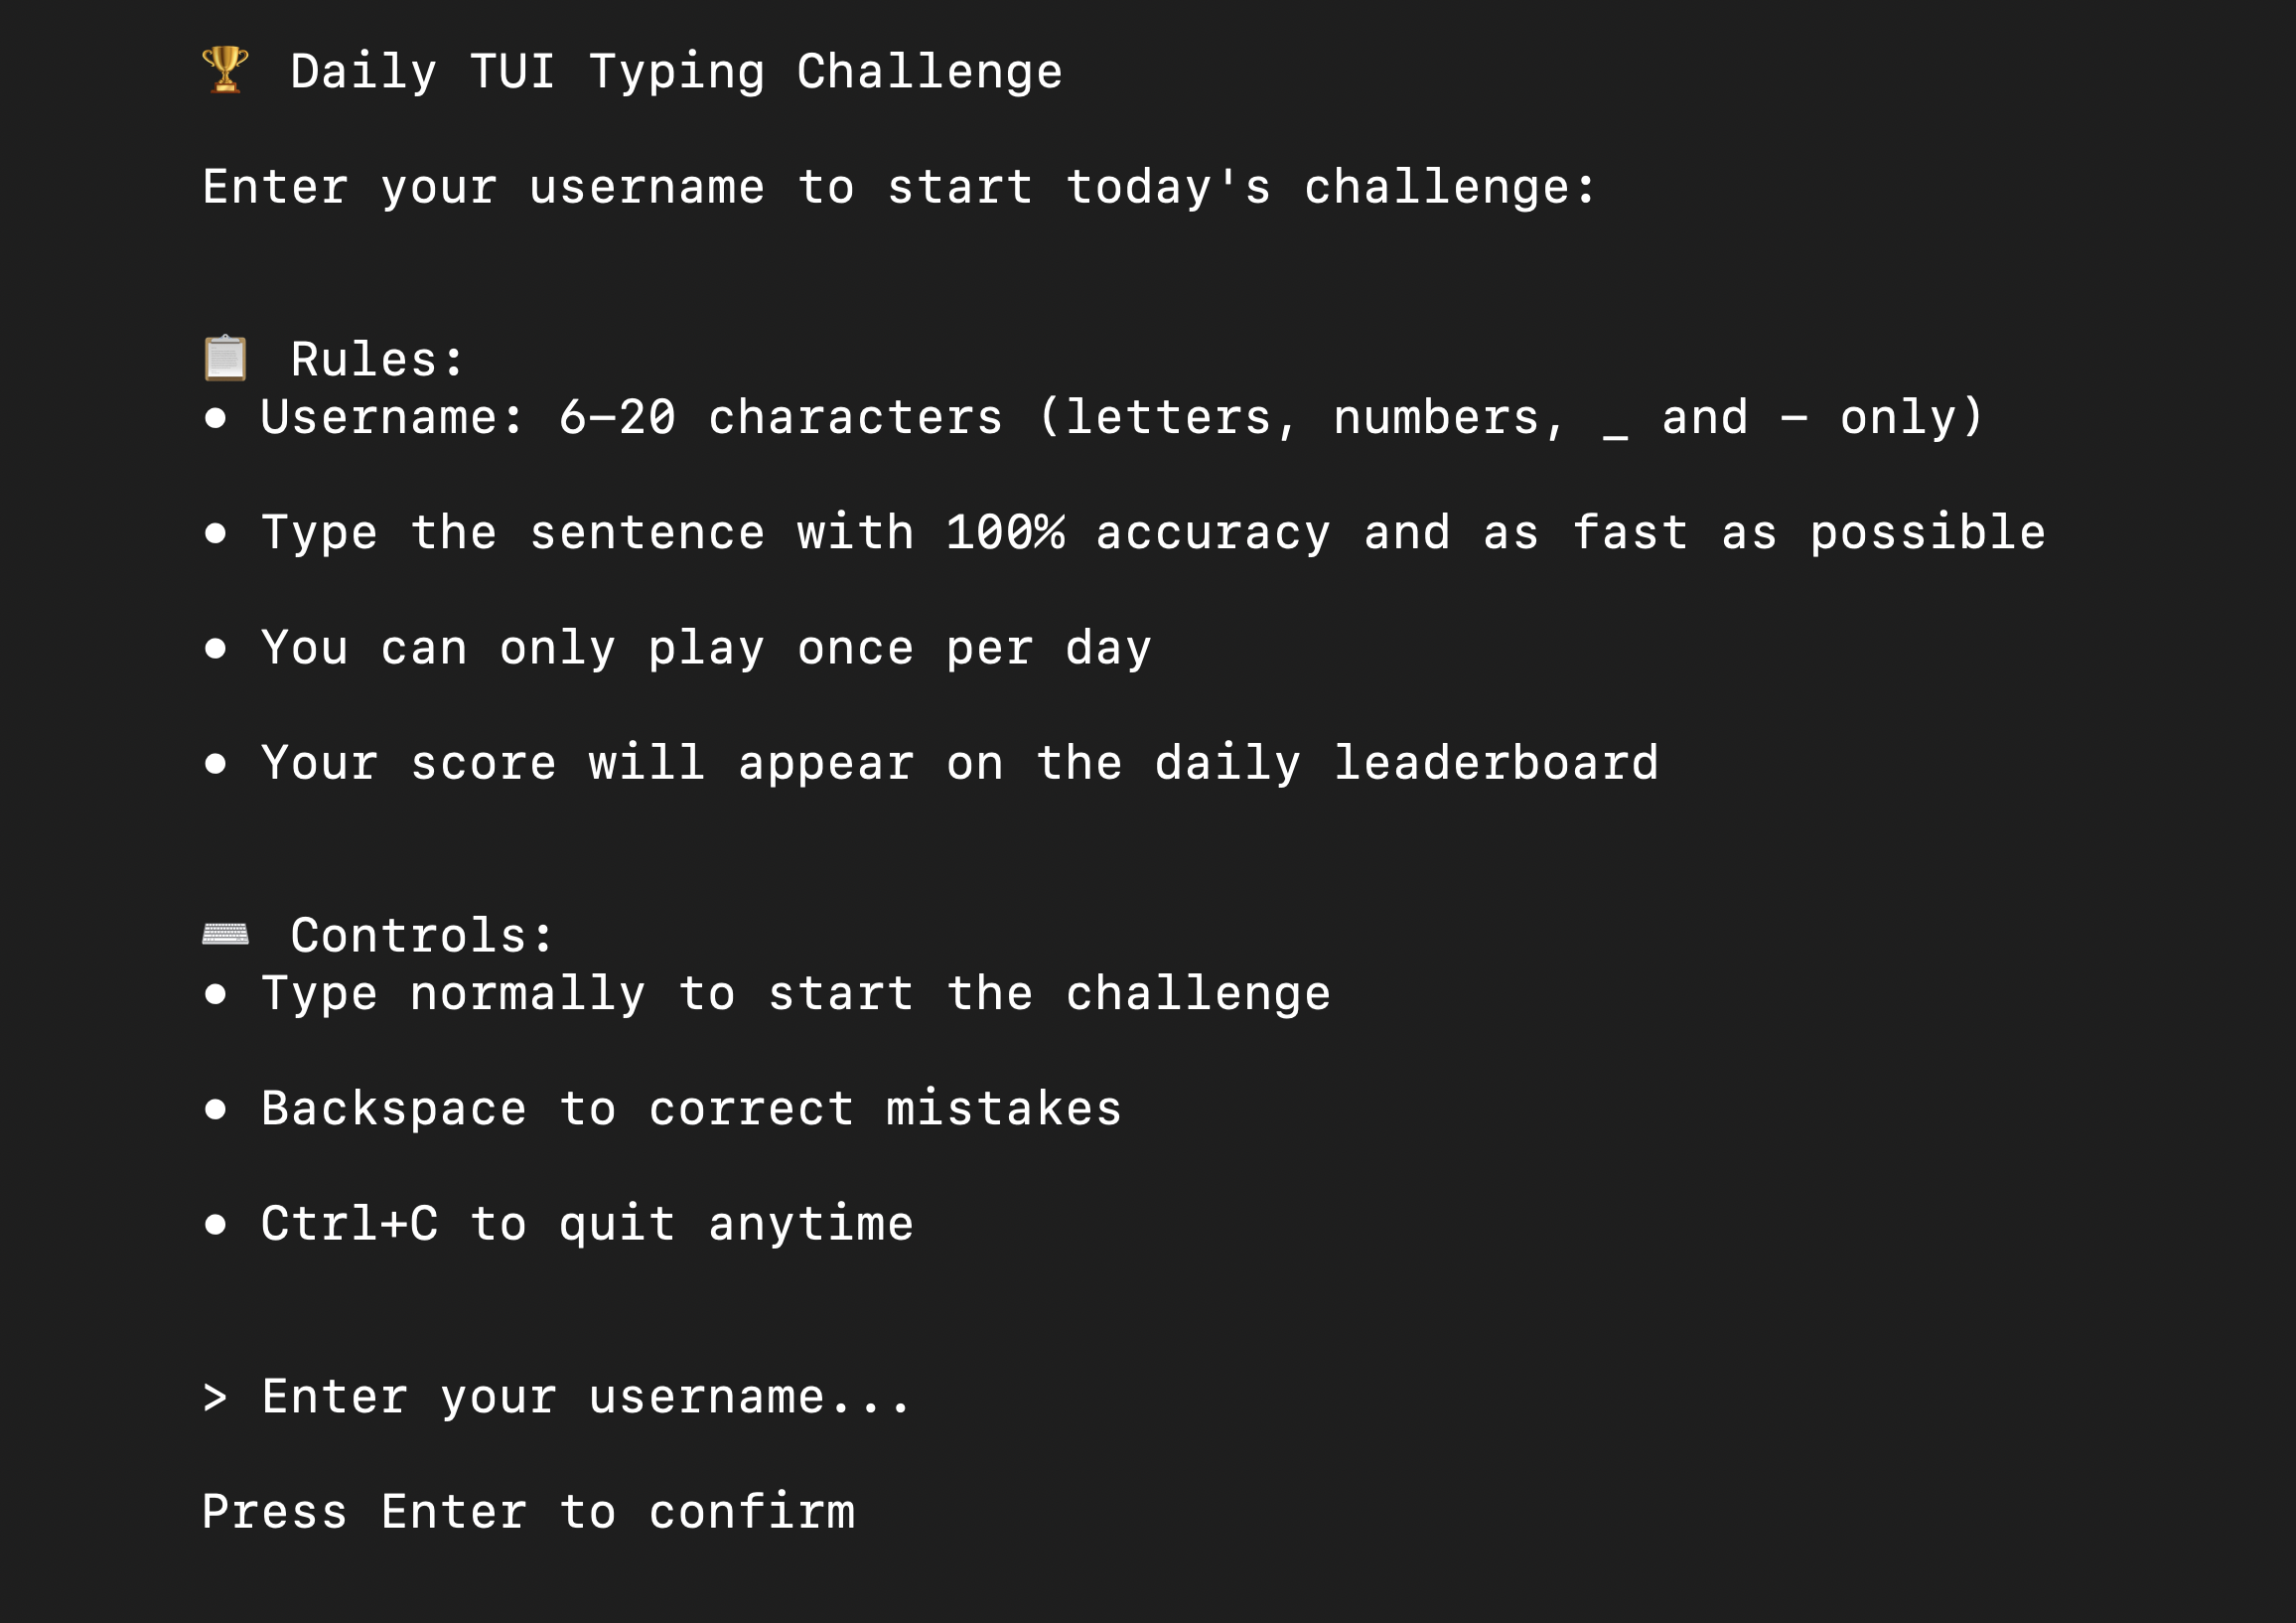 🏆 Daily TUI Typing Challenge
Enter your username to start today's challenge:
📋 Rules:
● Username: 6-20 characters (letters, numbers, _ and - only)
● Type the sentence with 100% accuracy and as fast as possible
● You can only play once per day
● Your score will appear on the daily leaderboard
⌨️ Controls:
● Type normally to start the challenge
● Backspace to correct mistakes
● Ctrl+C to quit anytime
> Enter your username...
Press Enter to confirm